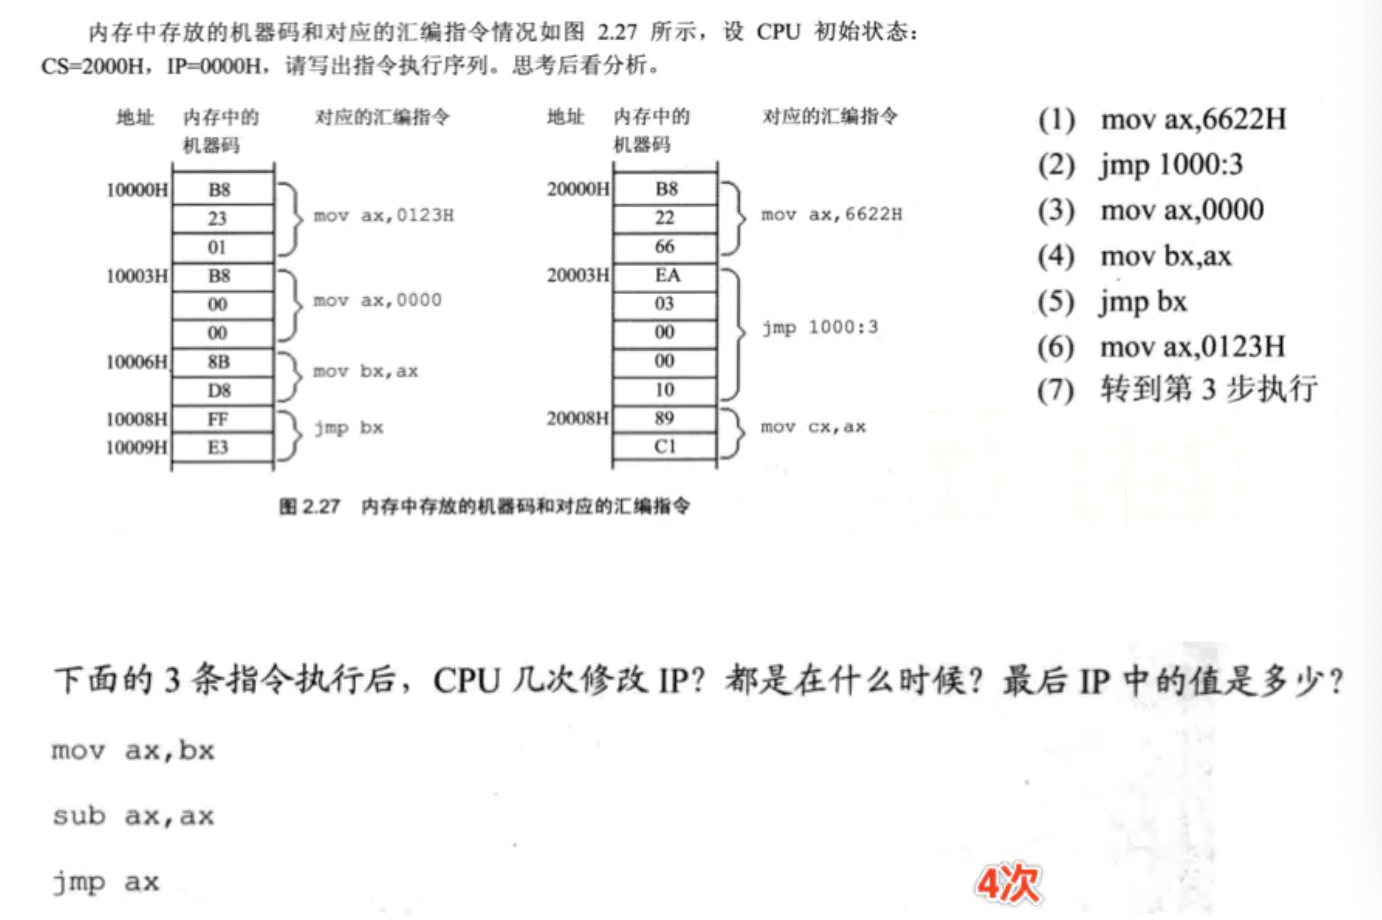 内存中存放的机器码和对应的汇编指令情况如图 2.27 所示，设 CPU 初始状态：
CS=2000H，IP=0000H，请写出指令执行序列。思考后看分析。
地址 内存中的 对应的汇编指令
机器码
10000H B8
23 mov ax,0123H
01
10003H B8
00 mov ax,0000
00
10006H 8B
D8 mov bx,ax
10008H FF
10009H E3 jmp bx
地址 内存中的 对应的汇编指令
机器码
20000H B8
22 mov ax,6622H
66
20003H EA
03
00 jmp 1000:3
00
10
20008H 89
C1 mov cx,ax
图 2.27 内存中存放的机器码和对应的汇编指令
(1) mov ax,6622H
(2) jmp 1000:3
(3) mov ax,0000
(4) mov bx,ax
(5) jmp bx
(6) mov ax,0123H
(7) 转到第 3 步执行
下面的 3 条指令执行后，CPU 几次修改 IP？都是在什么时候？最后 IP 中的值是多少？
mov ax,bx
sub ax,ax
jmp ax
4次